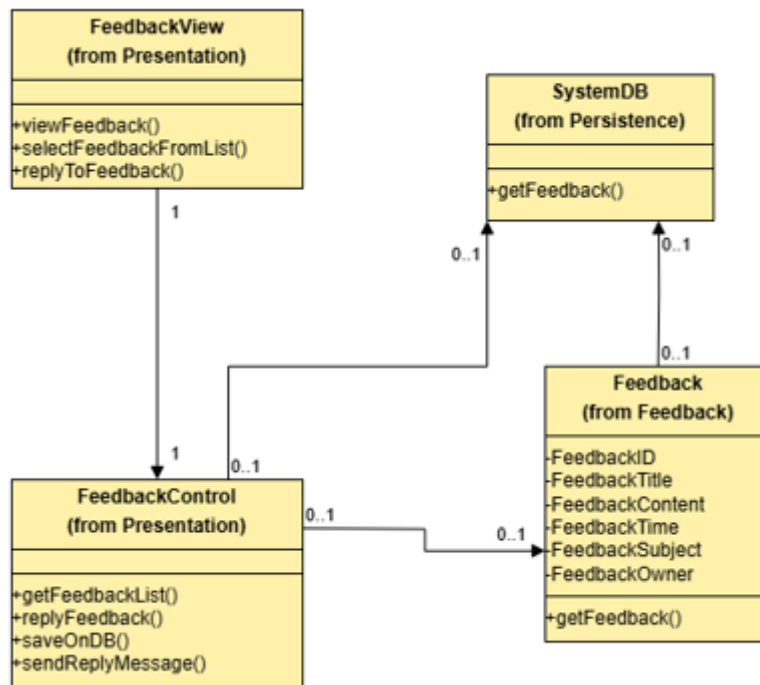 FeedbackView
(from Presentation)
+viewFeedback()
+selectFeedbackFromList()
+replyToFeedback()
1
1
SystemDB
(from Persistence)
+getFeedback()
0..1
0..1
0..1
0..1
Feedback
(from Feedback)
-FeedbackID
-FeedbackTitle
-FeedbackContent
-FeedbackTime
-FeedbackSubject
-FeedbackOwner
+getFeedback()
FeedbackControl
(from Presentation)
+getFeedbackList()
+replyFeedback()
+saveOnDB()
+sendReplyMessage()
0..1
0..1